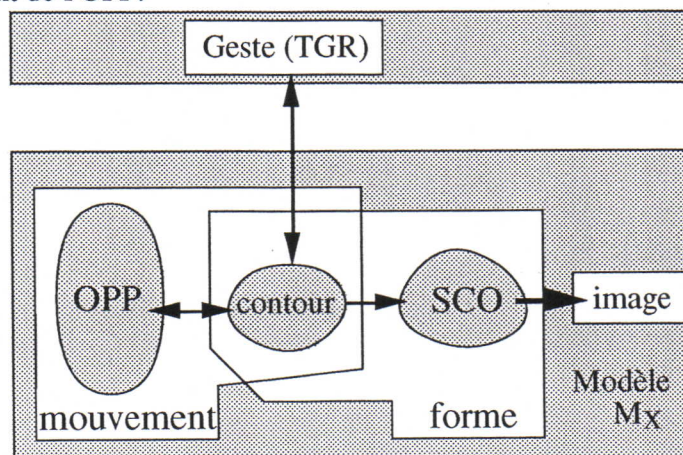 Geste (TGR)
OPP
contour
SCO
image
mouvement
forme
Modèle
Mx